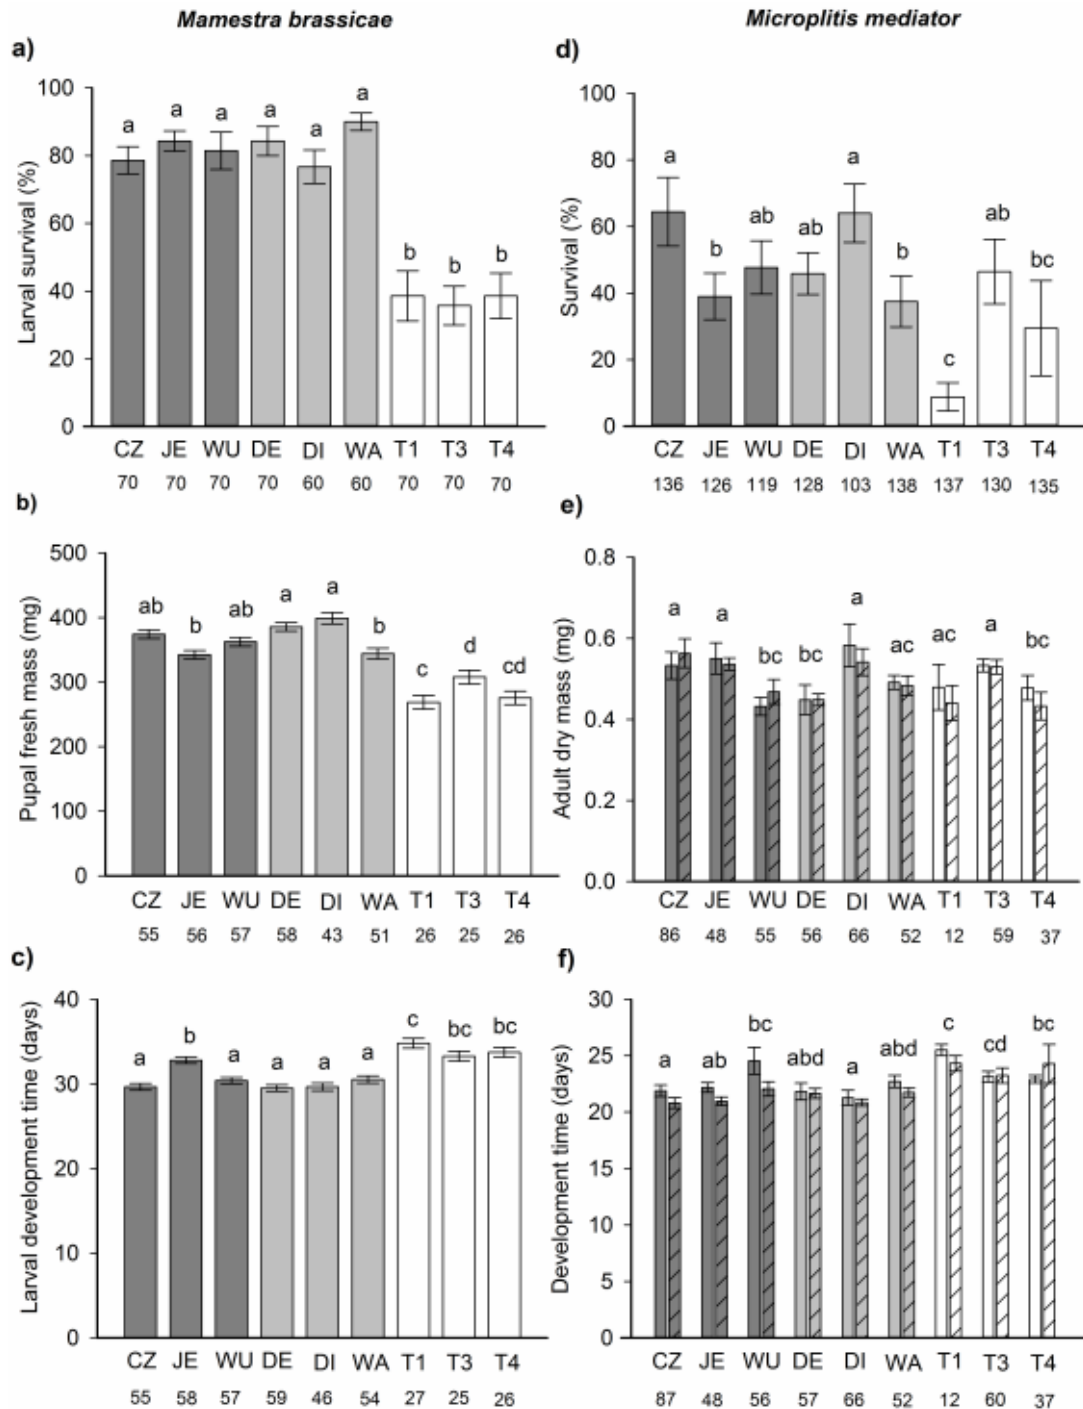 Mamestra brassicae
Microplitis mediator
a)
Larval survival (%)
100
80
60
40
20
0
a a a a a a b b b
CZ JE WU DE DI WA T1 T3 T4
70 70 70 70 60 60 70 70 70
d)
Survival (%)
100
80
60
40
20
0
a b ab ab a b c ab bc
CZ JE WU DE DI WA T1 T3 T4
136 126 119 128 103 138 137 130 135
b)
Pupal fresh mass (mg)
500
400
300
200
100
0
ab b ab a a b c d cd
CZ JE WU DE DI WA T1 T3 T4
55 56 57 58 43 51 26 25 26
e)
Adult dry mass (mg)
0.8
0.6
0.4
0.2
0.0
a a bc bc a ac ac a bc
CZ JE WU DE DI WA T1 T3 T4
86 48 55 56 66 52 12 59 37
c)
Larval development time (days)
40
30
20
10
0
a b a a a a c bc bc
CZ JE WU DE DI WA T1 T3 T4
55 58 57 59 46 54 27 25 26
f)
Development time (days)
30
25
20
15
10
5
0
a ab bc abd a abd c cd bc
CZ JE WU DE DI WA T1 T3 T4
87 48 56 57 66 52 12 60 37